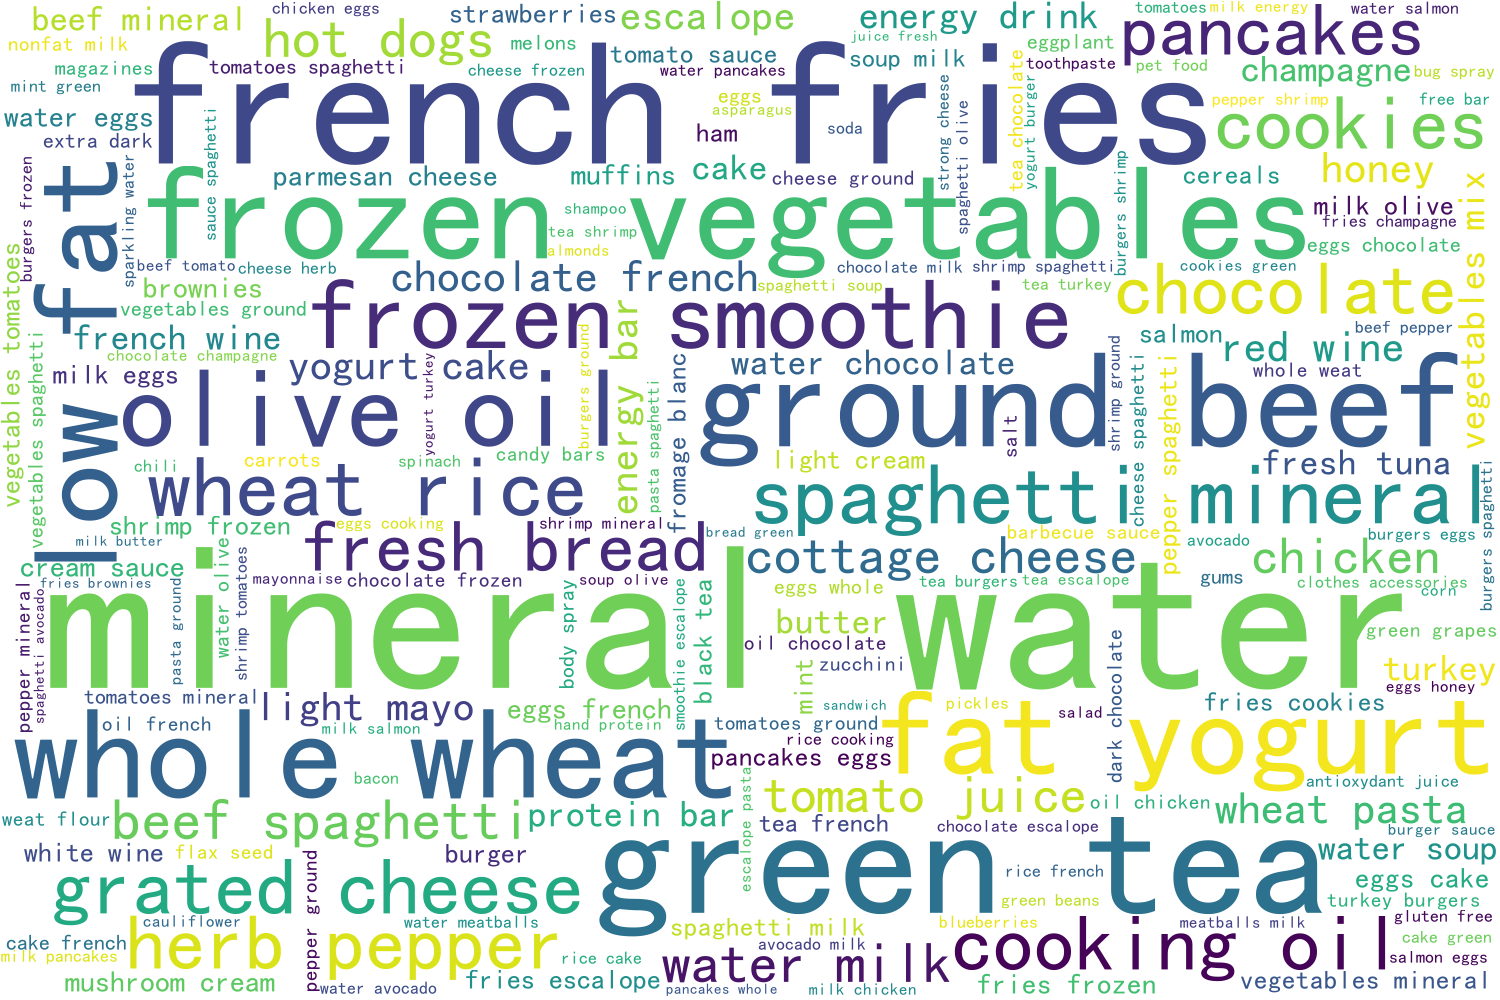 beef mineral
chicken eggs
strawberries
escalope
energy drink
tomatoes
milk energy
water salmon
pancakes
nonfat milk
hot dogs
melons
tomato sauce
juice fresh
soup milk
eggplant
magazines
tomatoes spaghetti
cheese frozen
water pancakes
toothpaste
pet food
champagne
bug spray
mint green
french fries
eggs
asparagus
pepper shrimp
free bar
water eggs
extra dark
ham
soda
strong cheese
spaghetti olive
tea chocolate
yogurt burger
cookies
burgers frozen
low fat
sparkling water
sauce spaghetti
parmesan cheese
muffins
cake
cheese ground
burgers shrimp
cereals
honey
frozen vegetables
shampoo
tea shrimp
almonds
milk olive
fries champagne
eggs chocolate
vegetables mix
beef tomato
cheese herb
chocolate french
chocolate milk
shrimp spaghetti
cookies green
brownies
spaghetti soup
tea turkey
chocolate
vegetables tomatoes
vegetables ground
frozen smoothie
french wine
energy bar
burgers ground
salmon
beef pepper
red wine
vegetables spaghetti
chocolate champagne
yogurt cake
yogurt turkey
fromage blanc
water chocolate
shrimp ground
cheese spaghetti
pepper spaghetti
whole weat
milk eggs
olive oil
pasta spaghetti
ground beef
salt
chili
carrots
spinach
candy bars
light cream
fresh tuna
wheat rice
spaghetti mineral
burgers spaghetti
shrimp frozen
eggs cooking
shrimp mineral
bread green
barbecue sauce
avocado
burgers eggs
milk butter
water olive
shrimp tomatoes
fresh bread
cottage cheese
chicken
cream sauce
fries brownies
mayonnaise
chocolate frozen
soup olive
tea burgers
tea escalope
gums
clothes accessories
corn
pepper mineral
spaghetti avocado
pasta ground
mineral water
body spray
smoothie escalope
black tea
eggs whole
butter
oil chocolate
zucchini
mint
dark chocolate
green grapes
turkey
eggs honey
tomatoes mineral
light mayo
eggs french
sandwich
pickles
salad
fries cookies
oil french
milk salmon
hand protein
tomatoes ground
rice cooking
pancakes eggs
fat yogurt
whole wheat
bacon
escalope pasta
antioxydant juice
tomato juice
oil chicken
wheat pasta
weat flour
beef spaghetti
protein bar
tea french
chocolate escalope
burger sauce
white wine
flax seed
pepper ground
burger
green tea
water soup
grated cheese
rice french
eggs cake
green beans
turkey burgers
cauliflower
water meatballs
spaghetti milk
blueberries
meatballs milk
gluten free
cake french
herb pepper
avocado milk
cooking oil
cake green
milk pancakes
rice cake
water milk
salmon eggs
mushroom cream
water avocado
fries escalope
pancakes whole
milk chicken
fries frozen
vegetables mineral